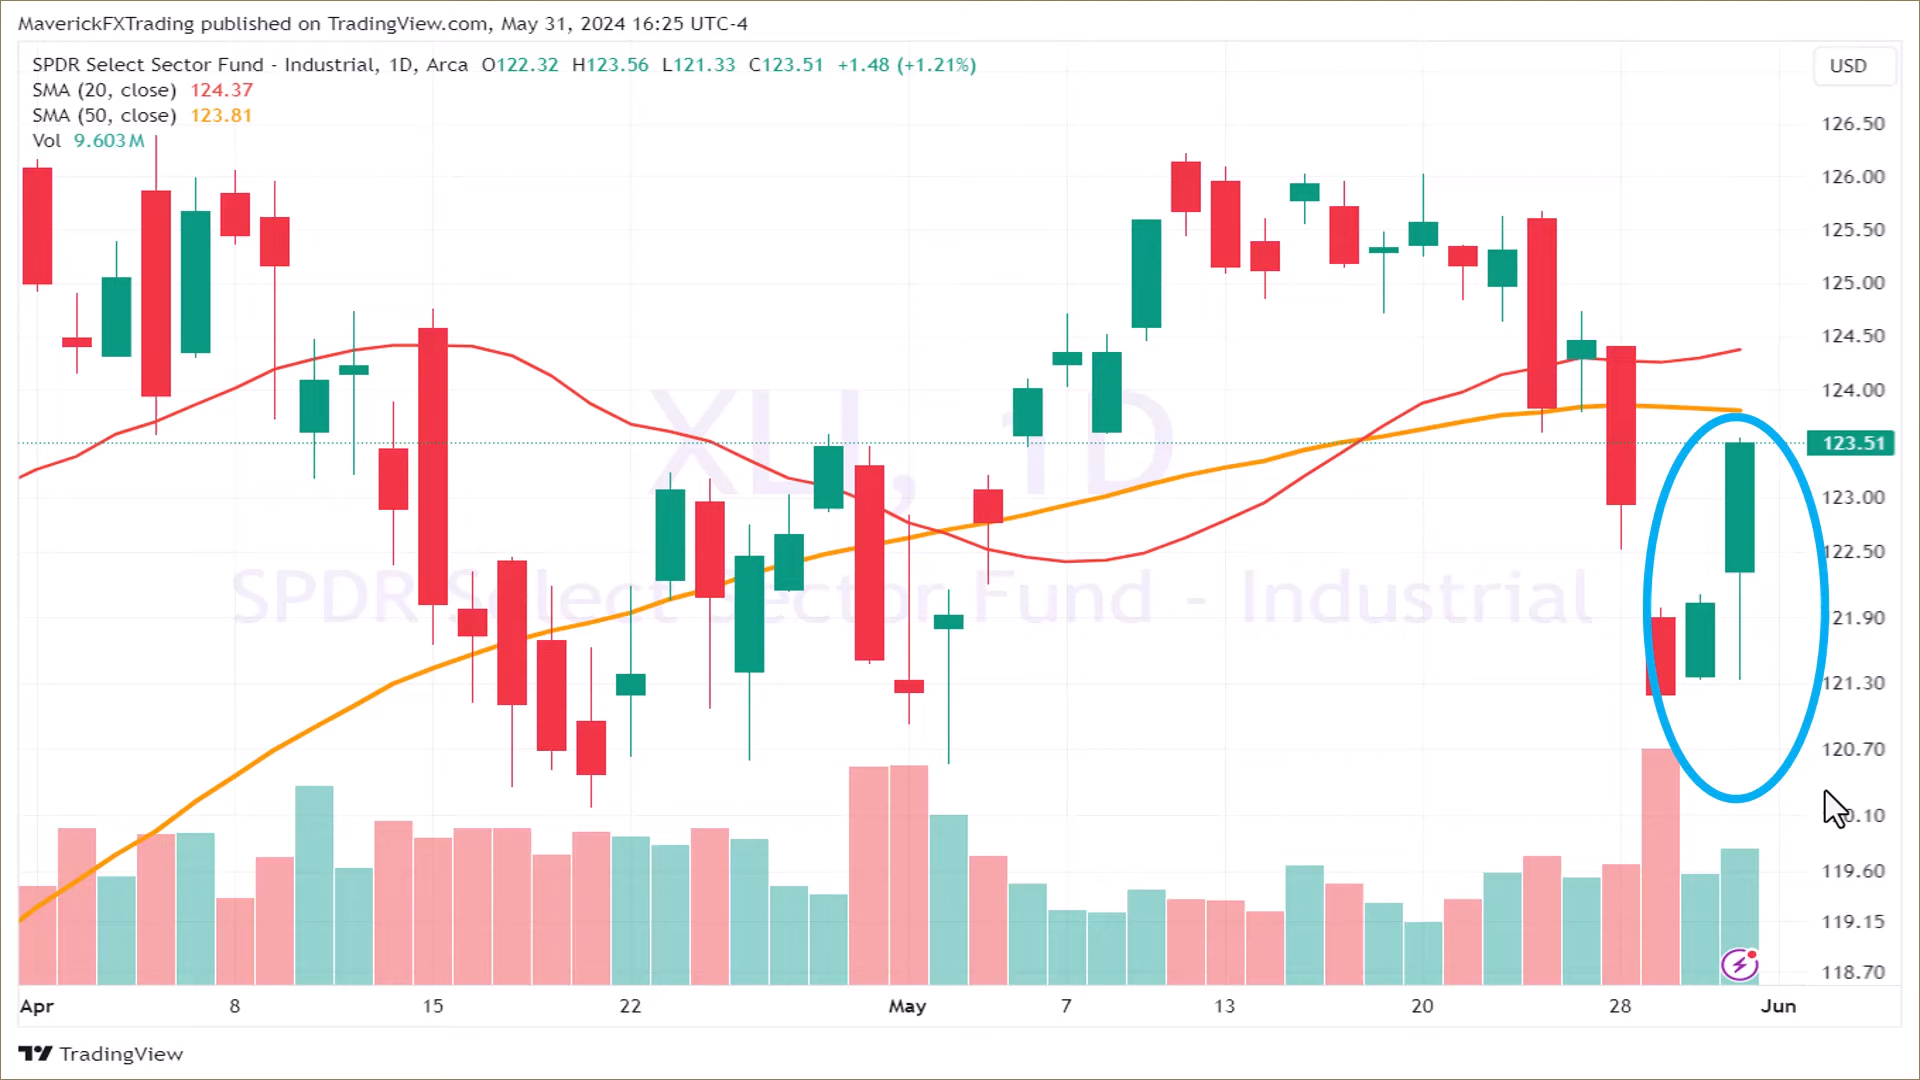 MaverickFXTrading published on TradingView.com, May 31, 2024 16:25 UTC-4
SPDR Select Sector Fund - Industrial, 1D, Arca O122.32 H123.56 L121.33 C123.51 +1.48 (+1.21%)
USD
SMA (20, close) 124.37
SMA (50, close) 123.81
Vol 9.603M
126.50
126.00
125.50
125.00
124.50
124.00
123.51
123.00
122.50
121.90
121.30
120.70
120.10
119.60
119.15
118.70
XLI, 1D
SPDR Select Sector Fund - Industrial
Apr 8 15 22 May 7 13 20 28 Jun
TradingView